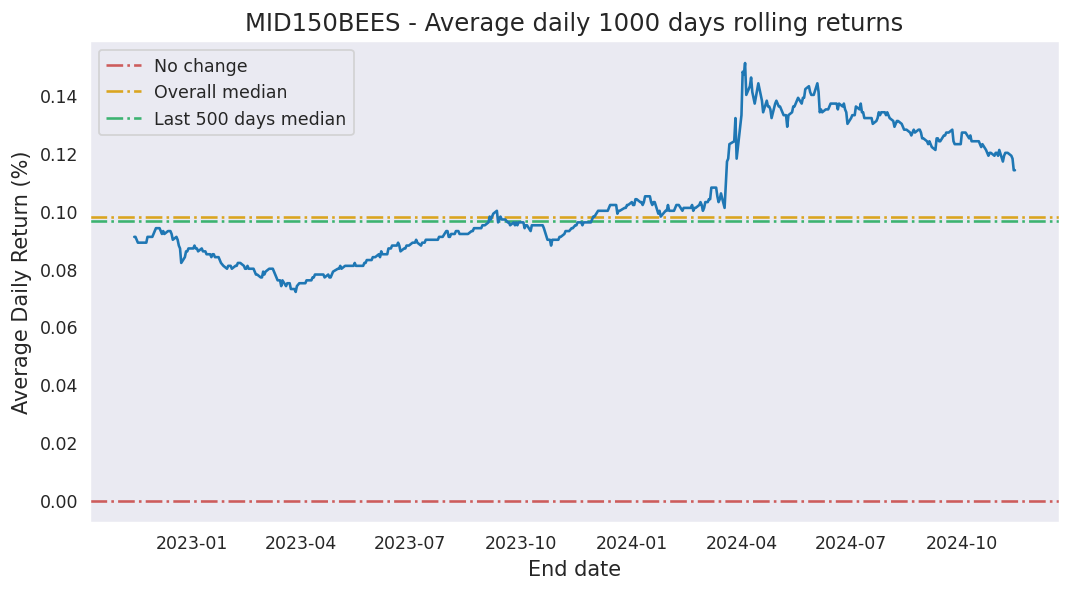 MID150BEES - Average daily 1000 days rolling returns
No change
Overall median
Last 500 days median
Average Daily Return (%)
0.14
0.12
0.10
0.08
0.06
0.04
0.02
0.00
2023-01 2023-04 2023-07 2023-10 2024-01 2024-04 2024-07 2024-10
End date